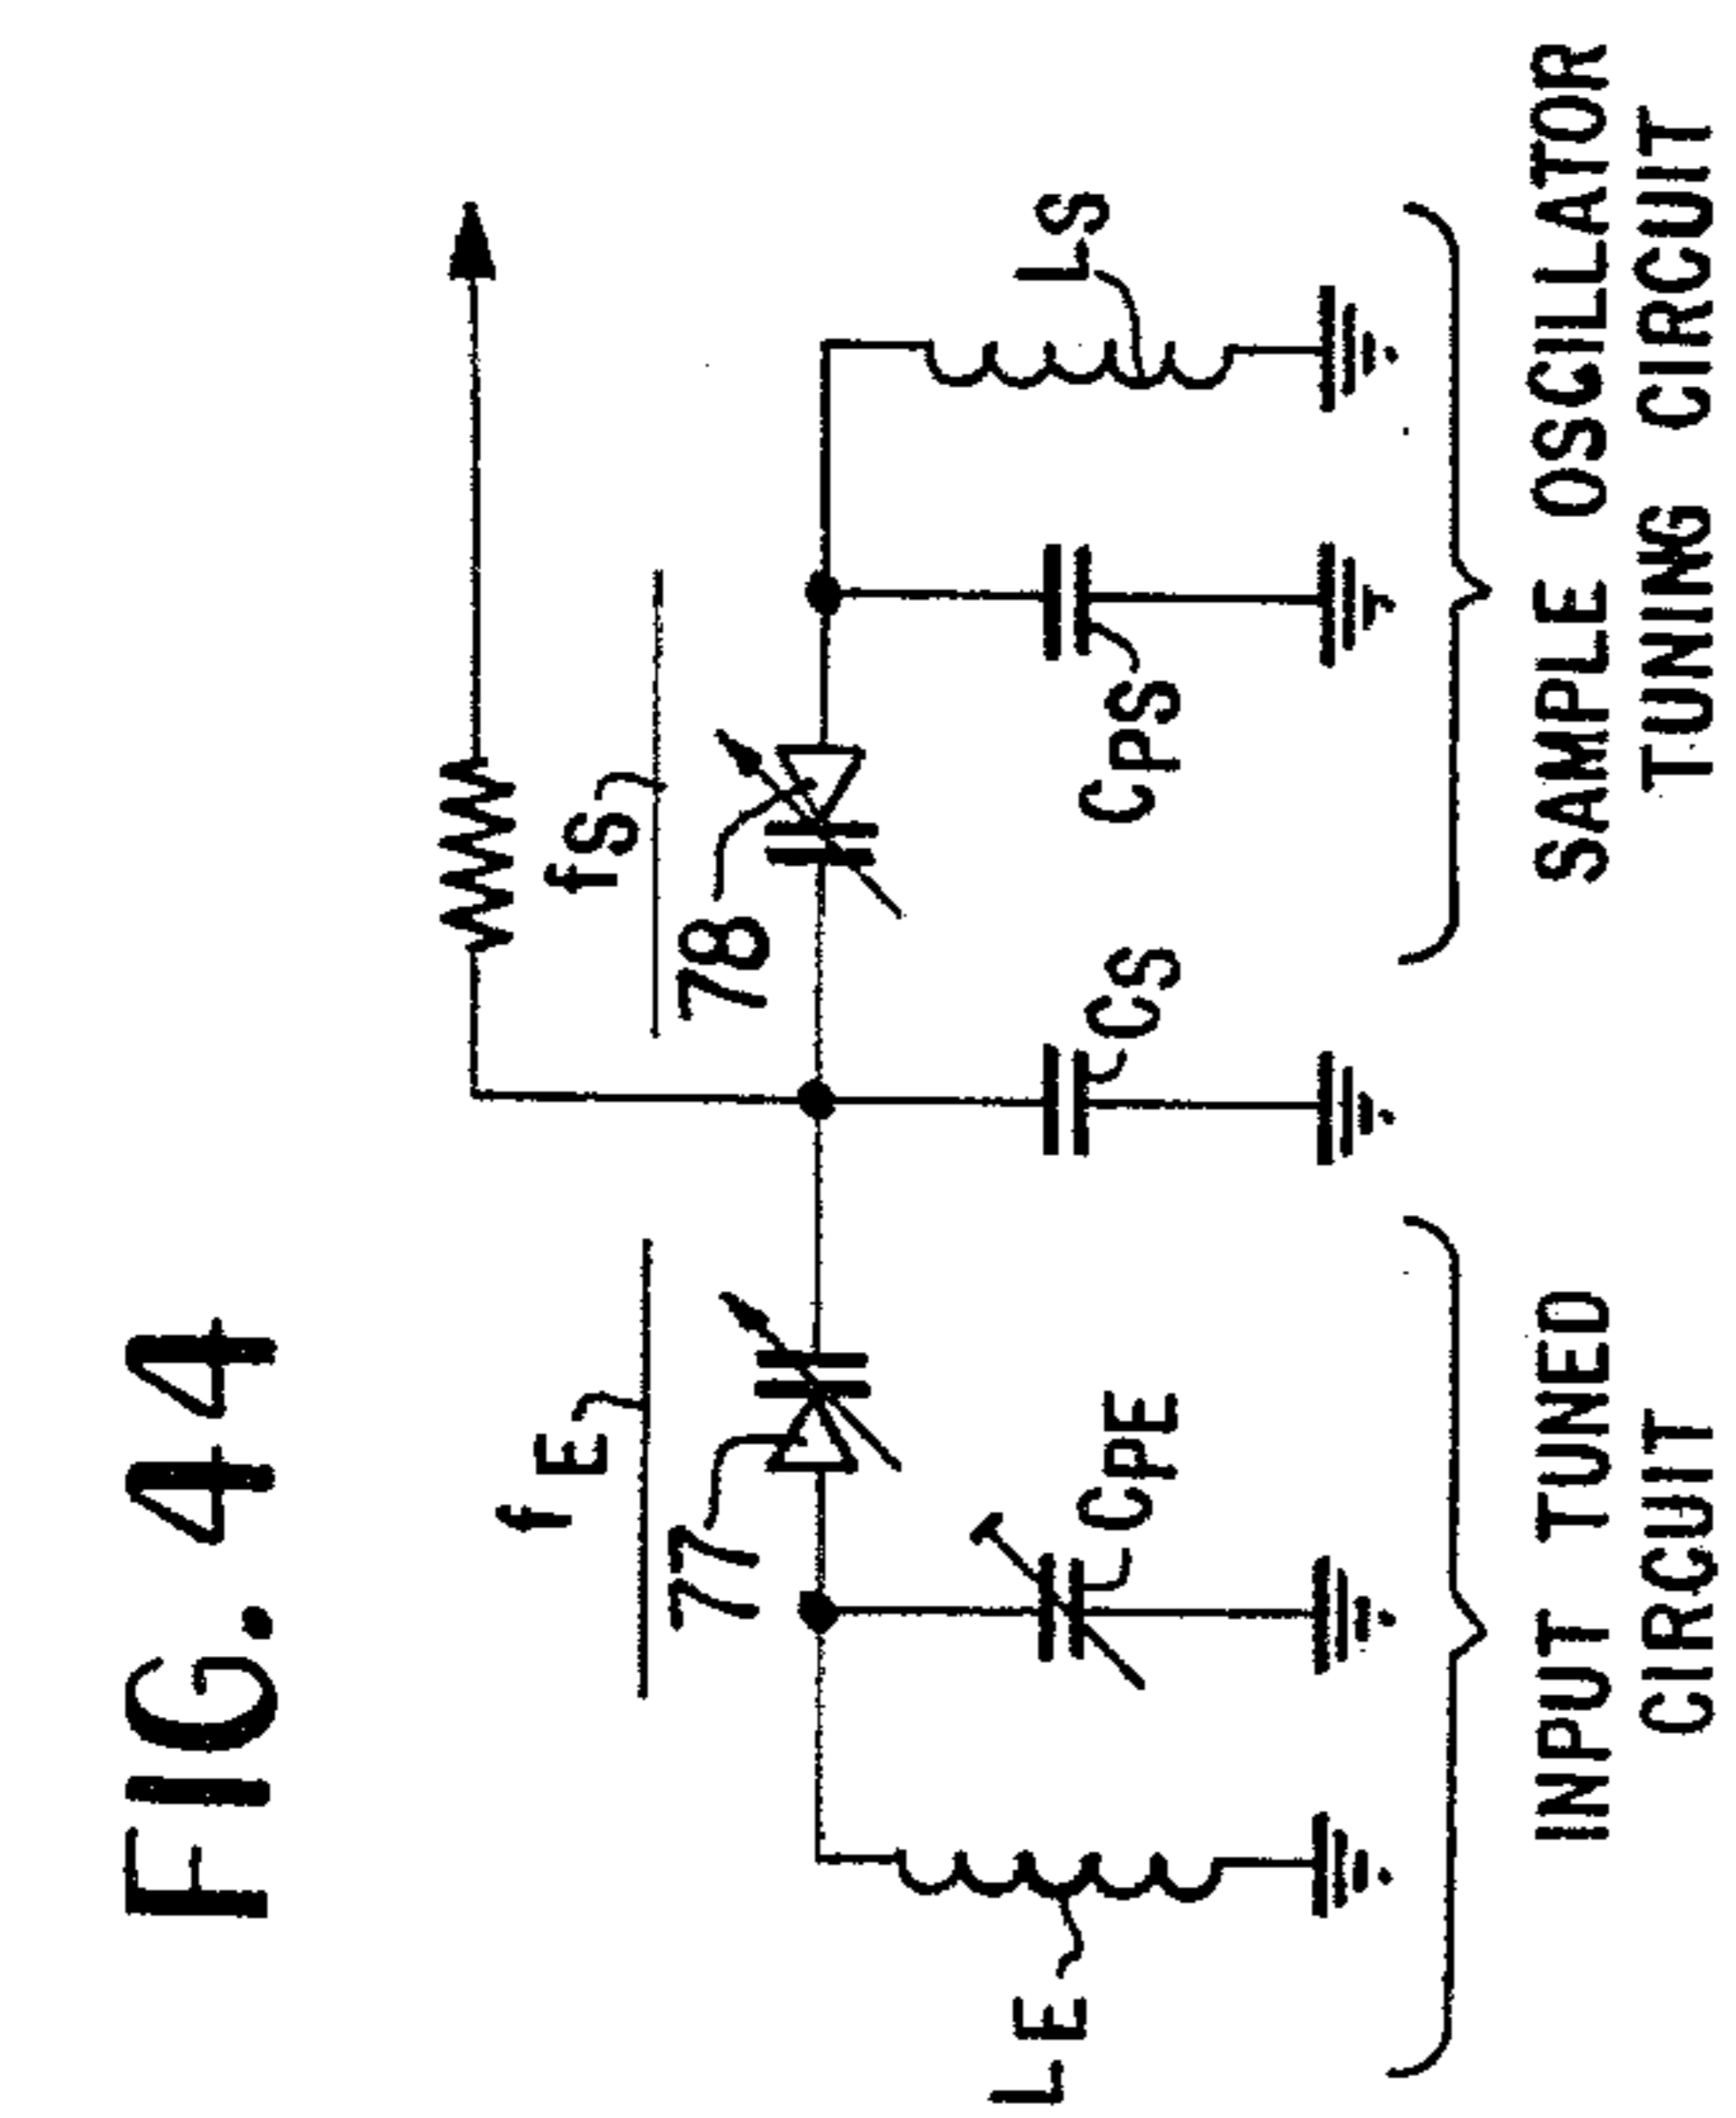 FIG. 44
fE
fS
77
78
LE
CPE
CS
CPS
LS
INPUT TUNED
CIRCUIT
SAMPLE OSCILLATOR
TUNING CIRCUIT